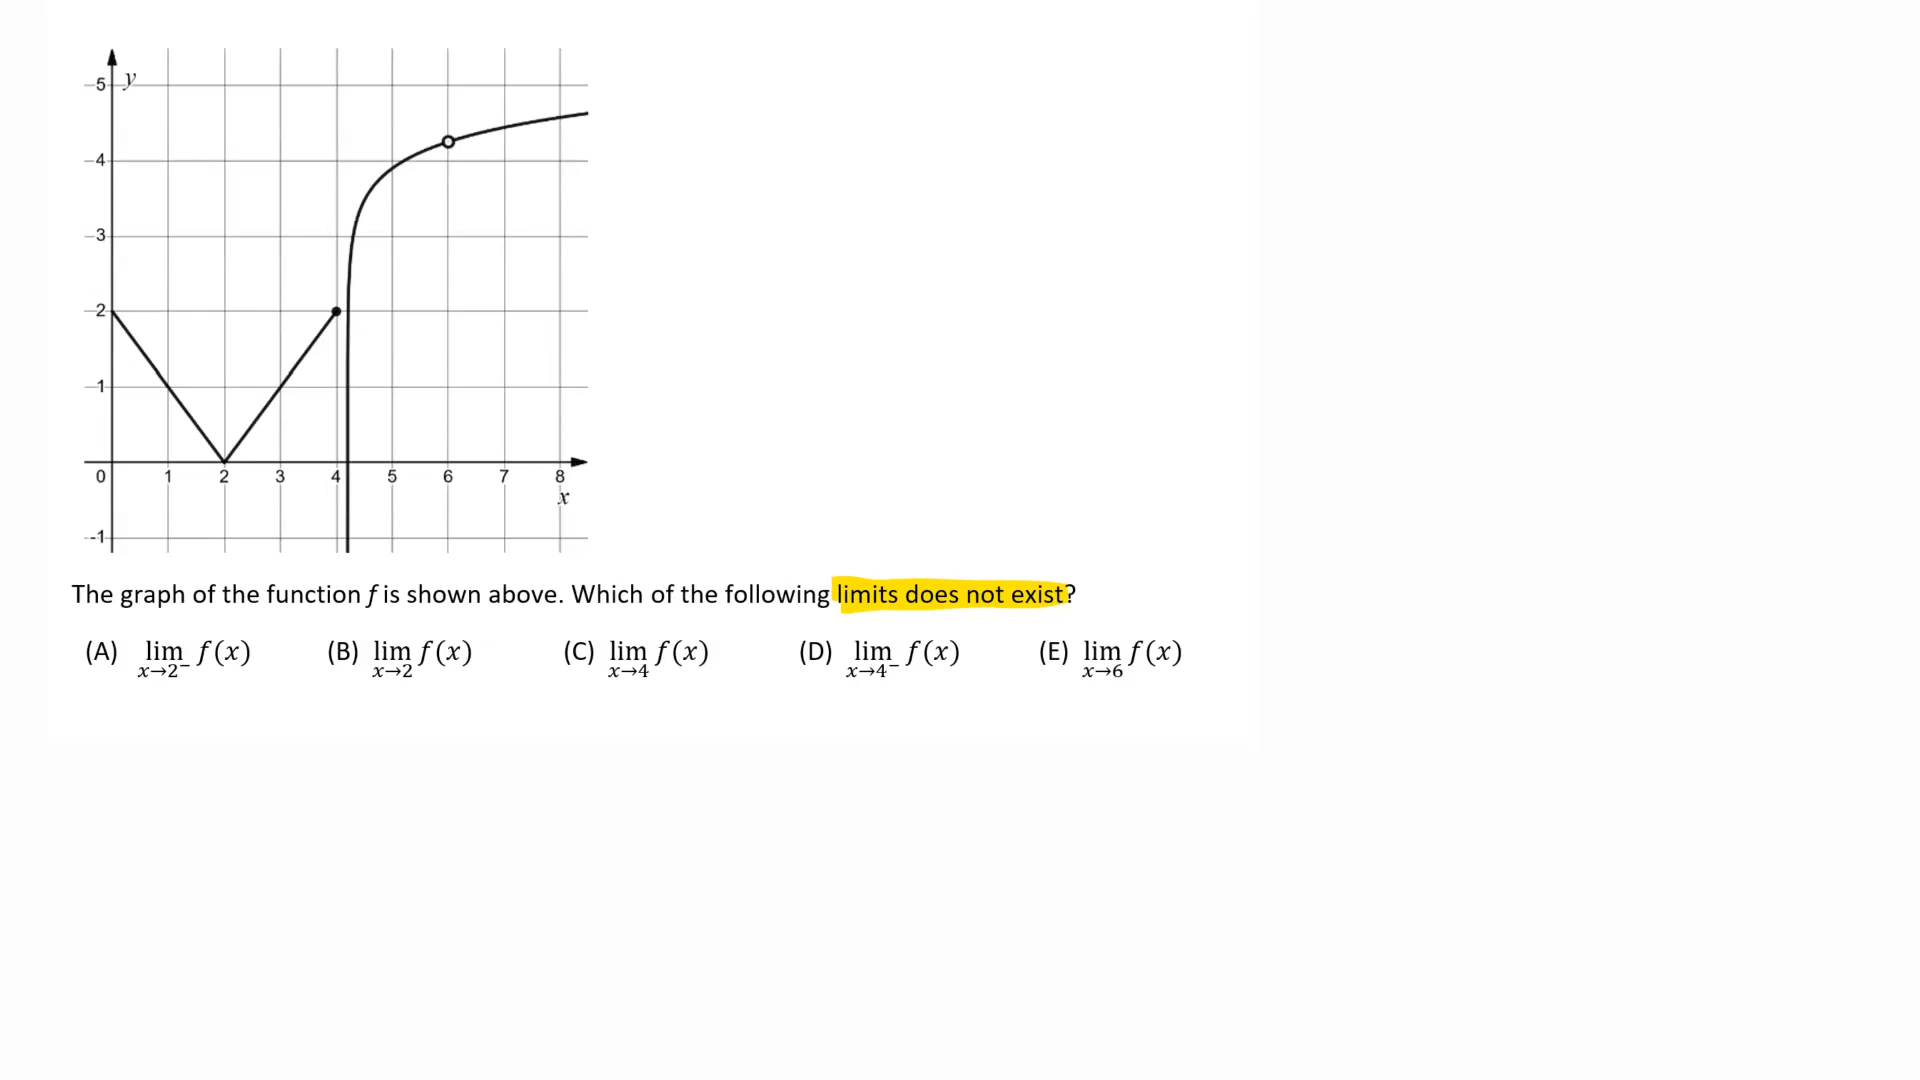 5 y
4
3
2
1
0 1 2 3 4 5 6 7 8
x
-1
The graph of the function f is shown above. Which of the following limits does not exist?
(A) lim x→2⁻ f(x) (B) lim x→2 f(x) (C) lim x→4 f(x) (D) lim x→4⁻ f(x) (E) lim x→6 f(x)